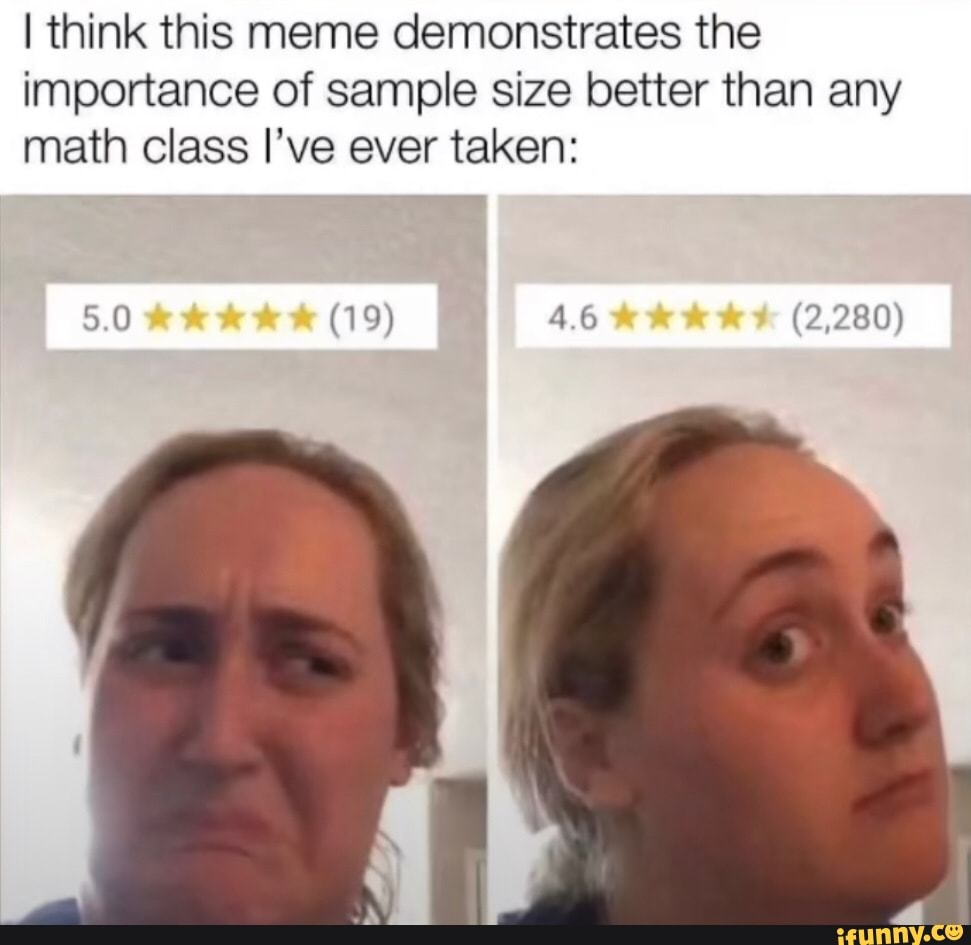 I think this meme demonstrates the
importance of sample size better than any
math class I've ever taken:
5.0 ★★★★★ (19)
4.6 ★★★★⯨ (2,280)
ifunny.co